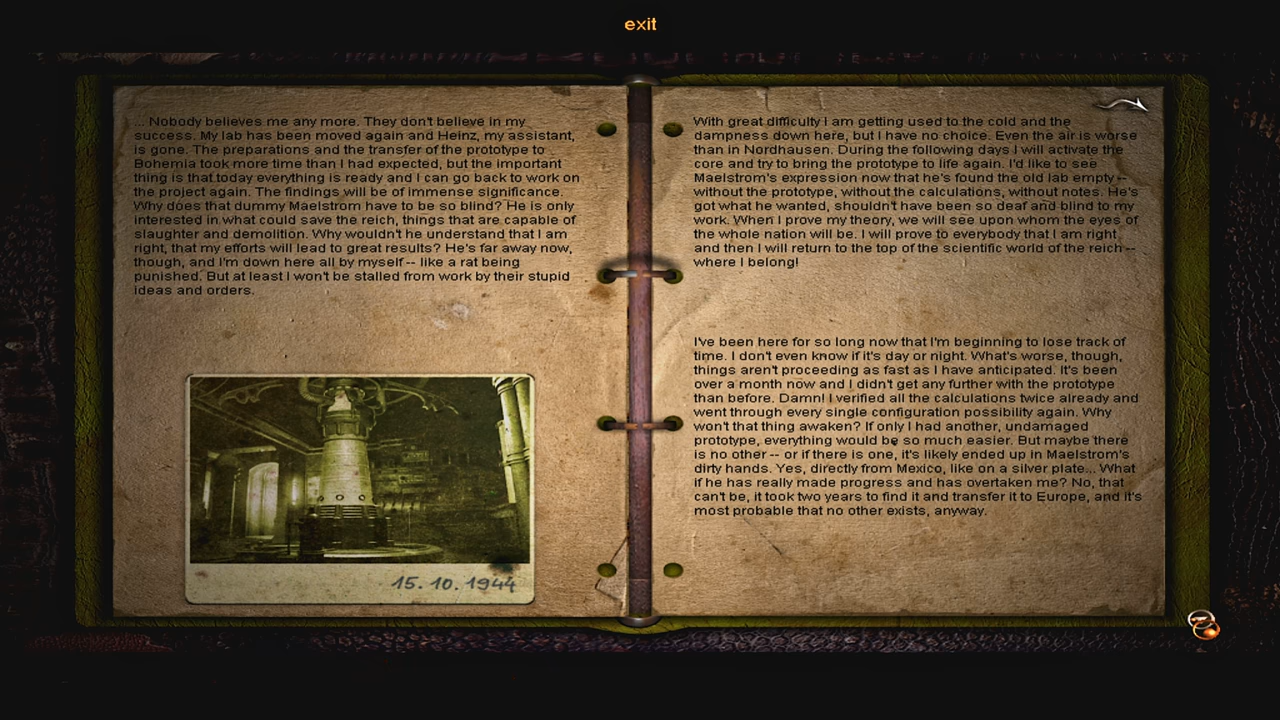 exit
... Nobody believes me any more. They don't believe in my
success. My lab has been moved again and Heinz, my assistant,
is gone. The preparations and the transfer of the prototype to
Bohemia took more time than I had expected, but the important
thing is that today everything is ready and I can go back to work on
the project again. The findings will be of immense significance.
Why does that dummy Maelstrom have to be so blind? He is only
interested in what could save the reich, things that are capable of
slaughter and demolition. Why wouldn't he understand that I am
right, that my efforts will lead to great results? He's far away now,
though, and I'm down here all by myself -- like a rat being
punished. But at least I won't be stalled from work by their stupid
ideas and orders.
15. 10. 1944
With great difficulty I am getting used to the cold and the
dampness down here, but I have no choice. Even the air is worse
than in Nordhausen. During the following days I will activate the
core and try to bring the prototype to life again. I'd like to see
Maelstrom's expression now that he's found the old lab empty --
without the prototype, without the calculations, without notes. He's
got what he wanted, shouldn't have been so deaf and blind to my
work. When I prove my theory, we will see upon whom the eyes of
the whole nation will be. I will prove to everybody that I am right,
and then I will return to the top of the scientific world of the reich --
where I belong!
I've been here for so long now that I'm beginning to lose track of
time. I don't even know if it's day or night. What's worse, though,
things aren't proceeding as fast as I have anticipated. It's been
over a month now and I didn't get any further with the prototype
than before. Damn! I verified all the calculations twice already and
went through every single configuration possibility again. Why
won't that thing awaken? If only I had another, undamaged
prototype, everything would be so much easier. But maybe there
is no other -- or if there is one, it's likely ended up in Maelstrom's
dirty hands. Yes, directly from Mexico, like on a silver plate... What
if he has really made progress and has overtaken me? No, that
can't be, it took two years to find it and transfer it to Europe, and it's
most probable that no other exists, anyway.